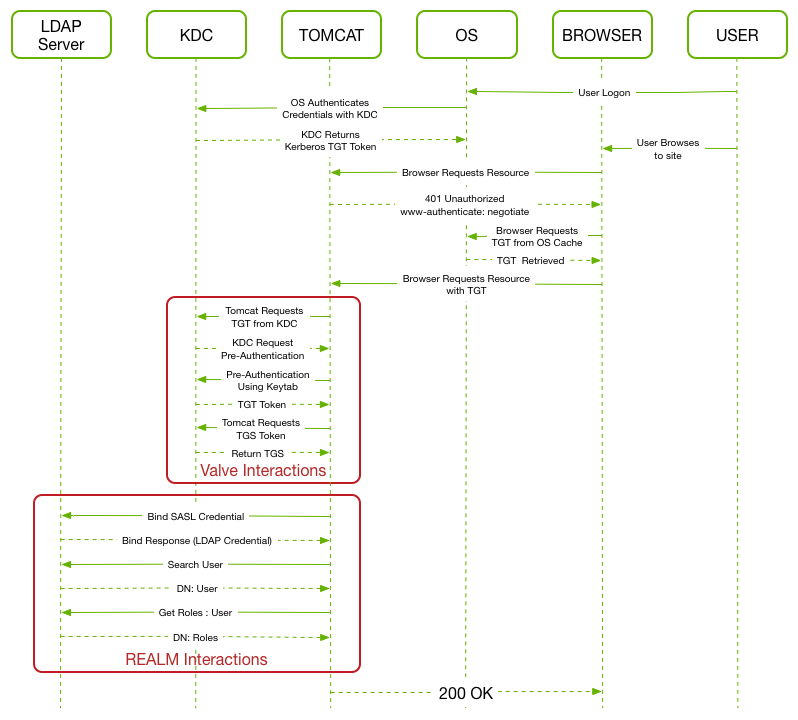 LDAP
Server
KDC
TOMCAT
OS
BROWSER
USER
User Logon
OS Authenticates
Credentials with KDC
KDC Returns
Kerberos TGT Token
User Browses
to site
Browser Requests Resource
401 Unauthorized
www-authenticate: negotiate
Browser Requests
TGT from OS Cache
TGT Retrieved
Browser Requests Resource
with TGT
Tomcat Requests
TGT from KDC
KDC Request
Pre-Authentication
Pre-Authentication
Using Keytab
TGT Token
Tomcat Requests
TGS Token
Return TGS
Valve Interactions
Bind SASL Credential
Bind Response (LDAP Credential)
Search User
DN: User
Get Roles : User
DN: Roles
REALM Interactions
200 OK